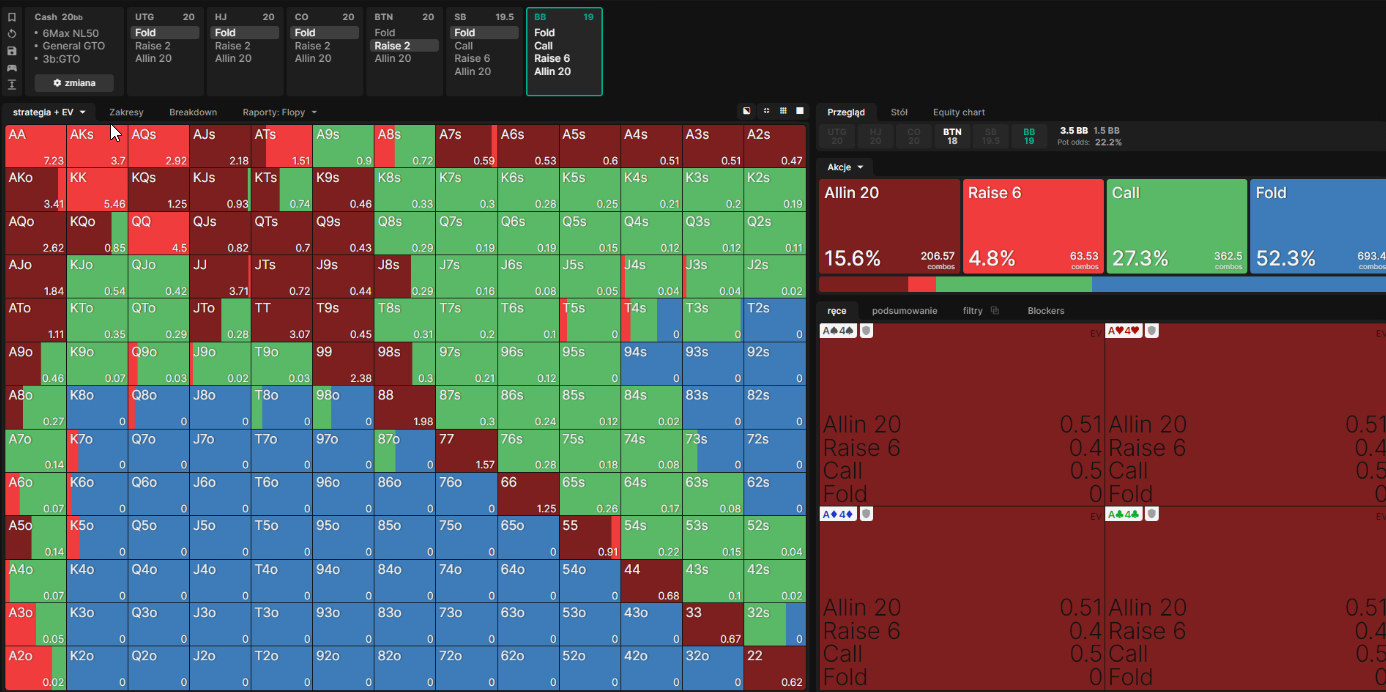 Cash 20bb
• 6Max NL50
• General GTO
• 3b:GTO
zmiana
UTG 20
Fold
Raise 2
Allin 20
HJ 20
Fold
Raise 2
Allin 20
CO 20
Fold
Raise 2
Allin 20
BTN 20
Fold
Raise 2
Allin 20
SB 19.5
Fold
Call
Raise 6
Allin 20
BB 19
Fold
Call
Raise 6
Allin 20
strategia + EV Zakresy Breakdown Raporty: Flopy
AA AKs AQs AJs ATs A9s A8s A7s A6s A5s A4s A3s A2s
7.23 3.7 2.92 2.18 1.51 0.9 0.72 0.59 0.53 0.6 0.51 0.51 0.47
AKo KK KQs KJs KTs K9s K8s K7s K6s K5s K4s K3s K2s
3.41 5.46 1.25 0.93 0.74 0.46 0.33 0.3 0.28 0.25 0.21 0.2 0.19
AQo KQo QQ QJs QTs Q9s Q8s Q7s Q6s Q5s Q4s Q3s Q2s
2.62 0.85 4.5 0.82 0.7 0.43 0.29 0.19 0.19 0.15 0.12 0.12 0.11
AJo KJo QJo JJ JTs J9s J8s J7s J6s J5s J4s J3s J2s
1.84 0.54 0.42 3.71 0.72 0.44 0.29 0.16 0.08 0.05 0.04 0.04 0.02
ATo KTo QTo JTo TT T9s T8s T7s T6s T5s T4s T3s T2s
1.11 0.35 0.29 0.28 3.07 0.45 0.31 0.2 0.1 0 0 0 0
A9o K9o Q9o J9o T9o 99 98s 97s 96s 95s 94s 93s 92s
0.46 0.07 0.03 0.02 0.03 2.38 0.3 0.21 0.12 0 0 0 0
A8o K8o Q8o J8o T8o 98o 88 87s 86s 85s 84s 83s 82s
0.27 0 0 0 0 0 1.98 0.3 0.24 0.12 0.02 0 0
A7o K7o Q7o J7o T7o 97o 87o 77 76s 75s 74s 73s 72s
0.14 0 0 0 0 0 0 1.57 0.28 0.18 0.08 0 0
A6o K6o Q6o J6o T6o 96o 86o 76o 66 65s 64s 63s 62s
0.07 0 0 0 0 0 0 0 1.25 0.26 0.17 0.08 0
A5o K5o Q5o J5o T5o 95o 85o 75o 65o 55 54s 53s 52s
0.14 0 0 0 0 0 0 0 0 0.91 0.22 0.15 0.04
A4o K4o Q4o J4o T4o 94o 84o 74o 64o 54o 44 43s 42s
0.07 0 0 0 0 0 0 0 0 0 0.68 0.1 0.02
A3o K3o Q3o J3o T3o 93o 83o 73o 63o 53o 43o 33 32s
0.05 0 0 0 0 0 0 0 0 0 0 0.67 0
A2o K2o Q2o J2o T2o 92o 82o 72o 62o 52o 42o 32o 22
0.02 0 0 0 0 0 0 0 0 0 0 0 0.62
Przegląd Stół Equity chart
UTG HJ CO BTN SB BB
20 20 20 18 19.5 19
3.5 BB 1.5 BB
Pot odds: 22.2%
Akcje
Allin 20 Raise 6 Call Fold
15.6% 206.57 combos 4.8% 63.53 combos 27.3% 362.5 combos 52.3% 693.4 combos
ręce podsumowanie filtry Blockers
A♠4♠ EV
Allin 20 0.51
Raise 6 0.4
Call 0.5
Fold 0
A♥4♥ EV
Allin 20 0.51
Raise 6 0.4
Call 0.5
Fold 0
A♦4♦ EV
Allin 20 0.51
Raise 6 0.4
Call 0.5
Fold 0
A♣4♣ EV
Allin 20 0.51
Raise 6 0.4
Call 0.5
Fold 0